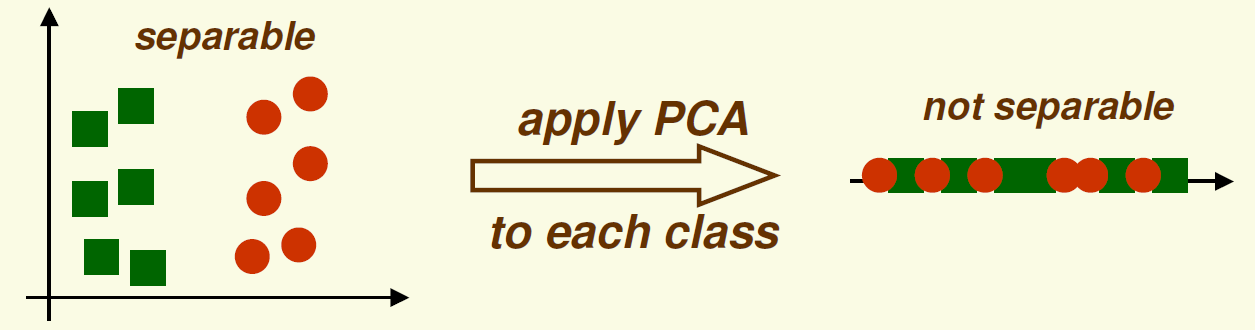 separable
apply PCA
to each class
not separable